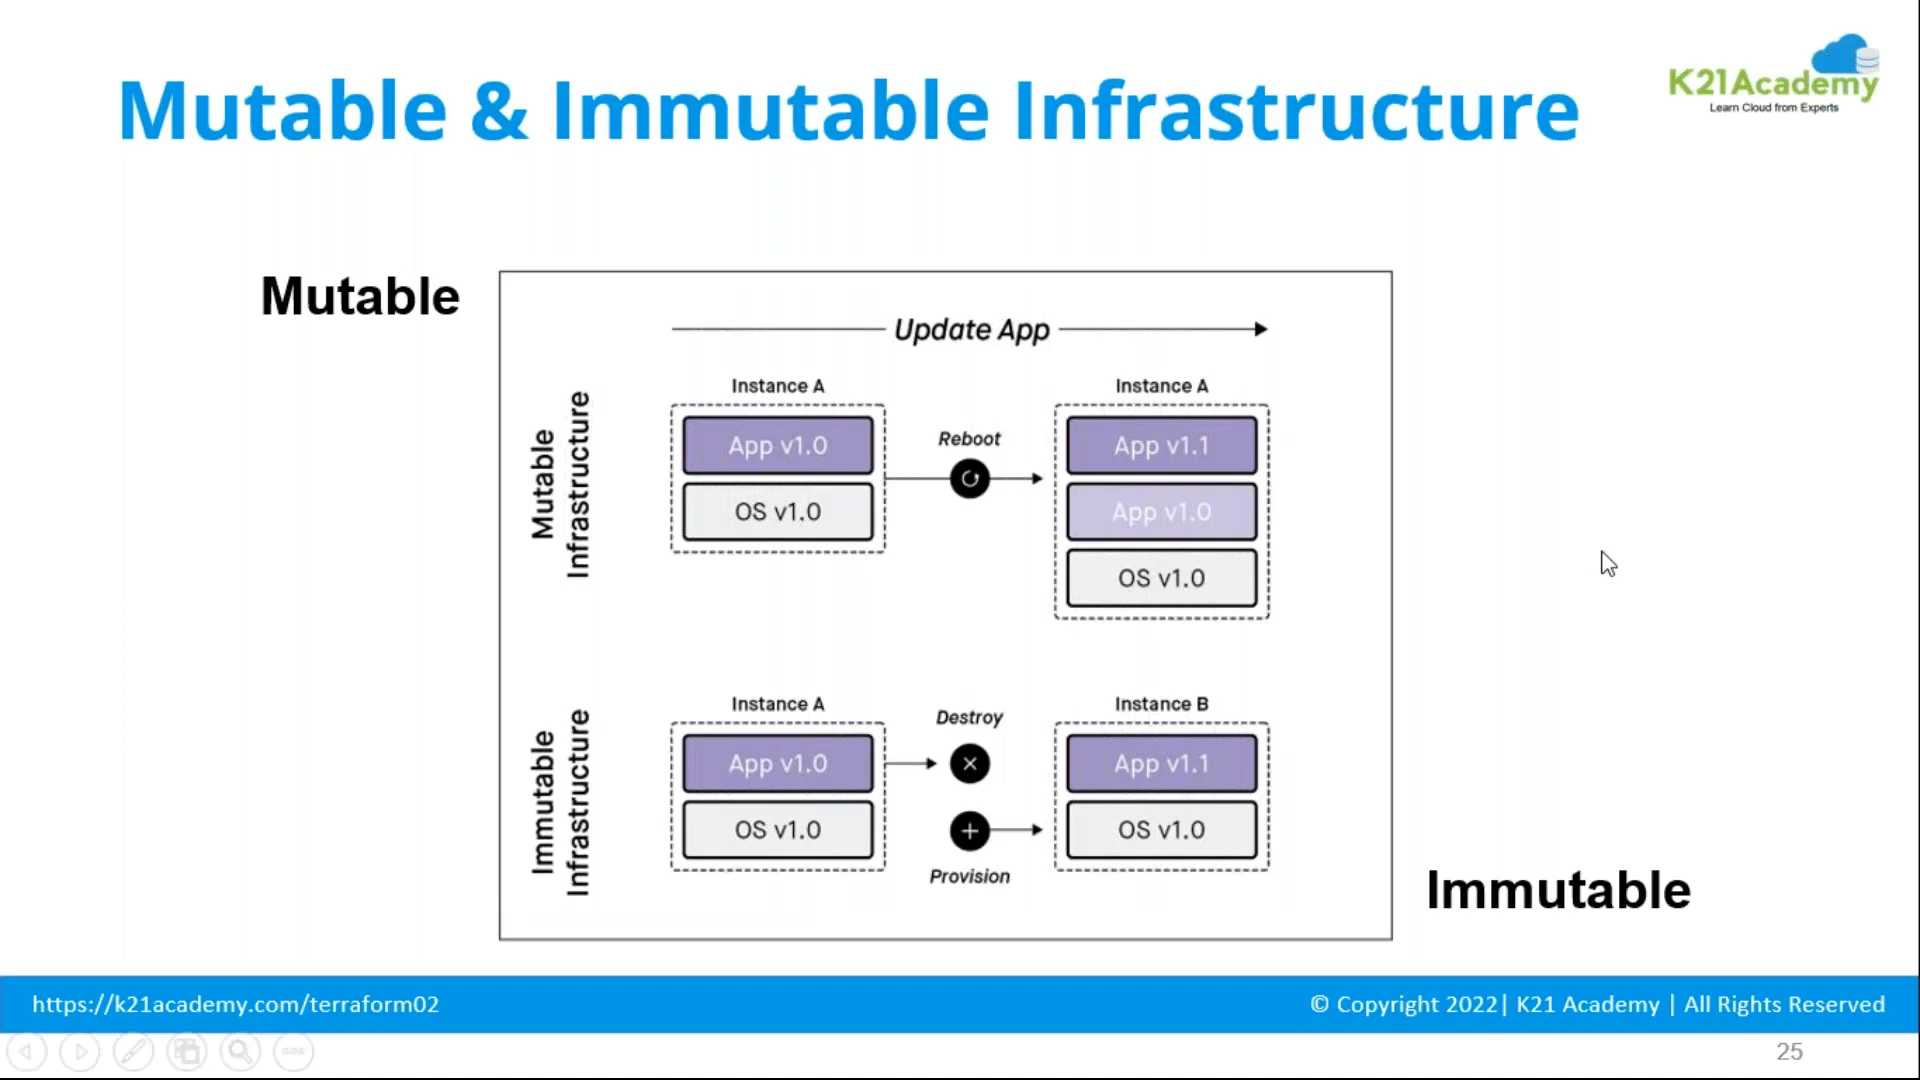 Mutable & Immutable Infrastructure
K21Academy
Learn Cloud from Experts
Mutable
Update App
Mutable
Infrastructure
Instance A
App v1.0
OS v1.0
Reboot
Instance A
App v1.1
App v1.0
OS v1.0
Immutable
Infrastructure
Instance A
App v1.0
OS v1.0
Destroy
Provision
Instance B
App v1.1
OS v1.0
Immutable
https://k21academy.com/terraform02
© Copyright 2022| K21 Academy | All Rights Reserved
25